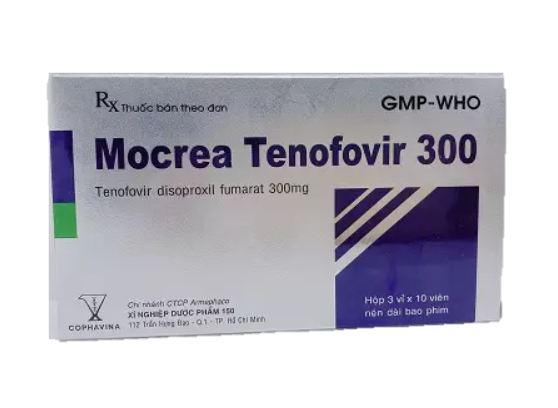 Rx Thuốc bán theo đơn
GMP-WHO
Mocrea Tenofovir 300
Tenofovir disoproxil fumarat 300mg
Hộp 3 vỉ x 10 viên
nén dài bao phim
COPHAVINA
Chi nhánh CTCP Armephaco
XÍ NGHIỆP DƯỢC PHẨM 150
112 Trần Hưng Đạo - Q.1 - TP. Hồ Chí Minh